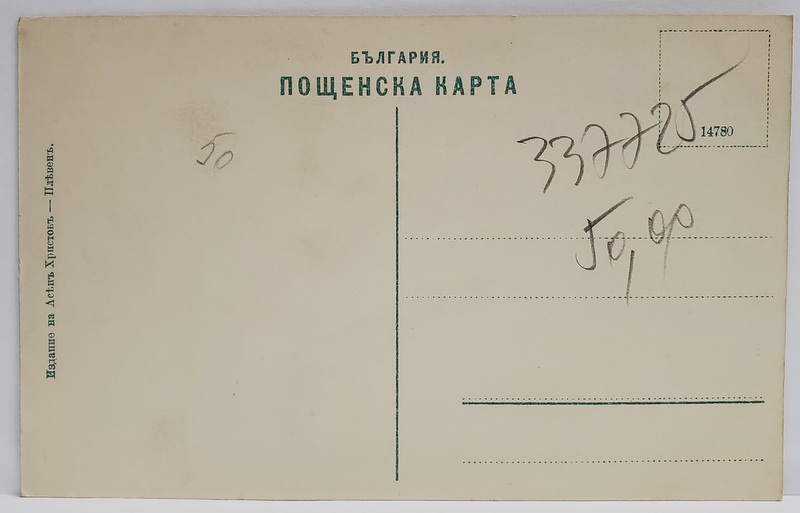 БЪЛГАРИЯ.
ПОЩЕНСКА КАРТА
14780
337725
50
50,00
Издание на Асѣнъ Христовъ — Плѣвенъ.